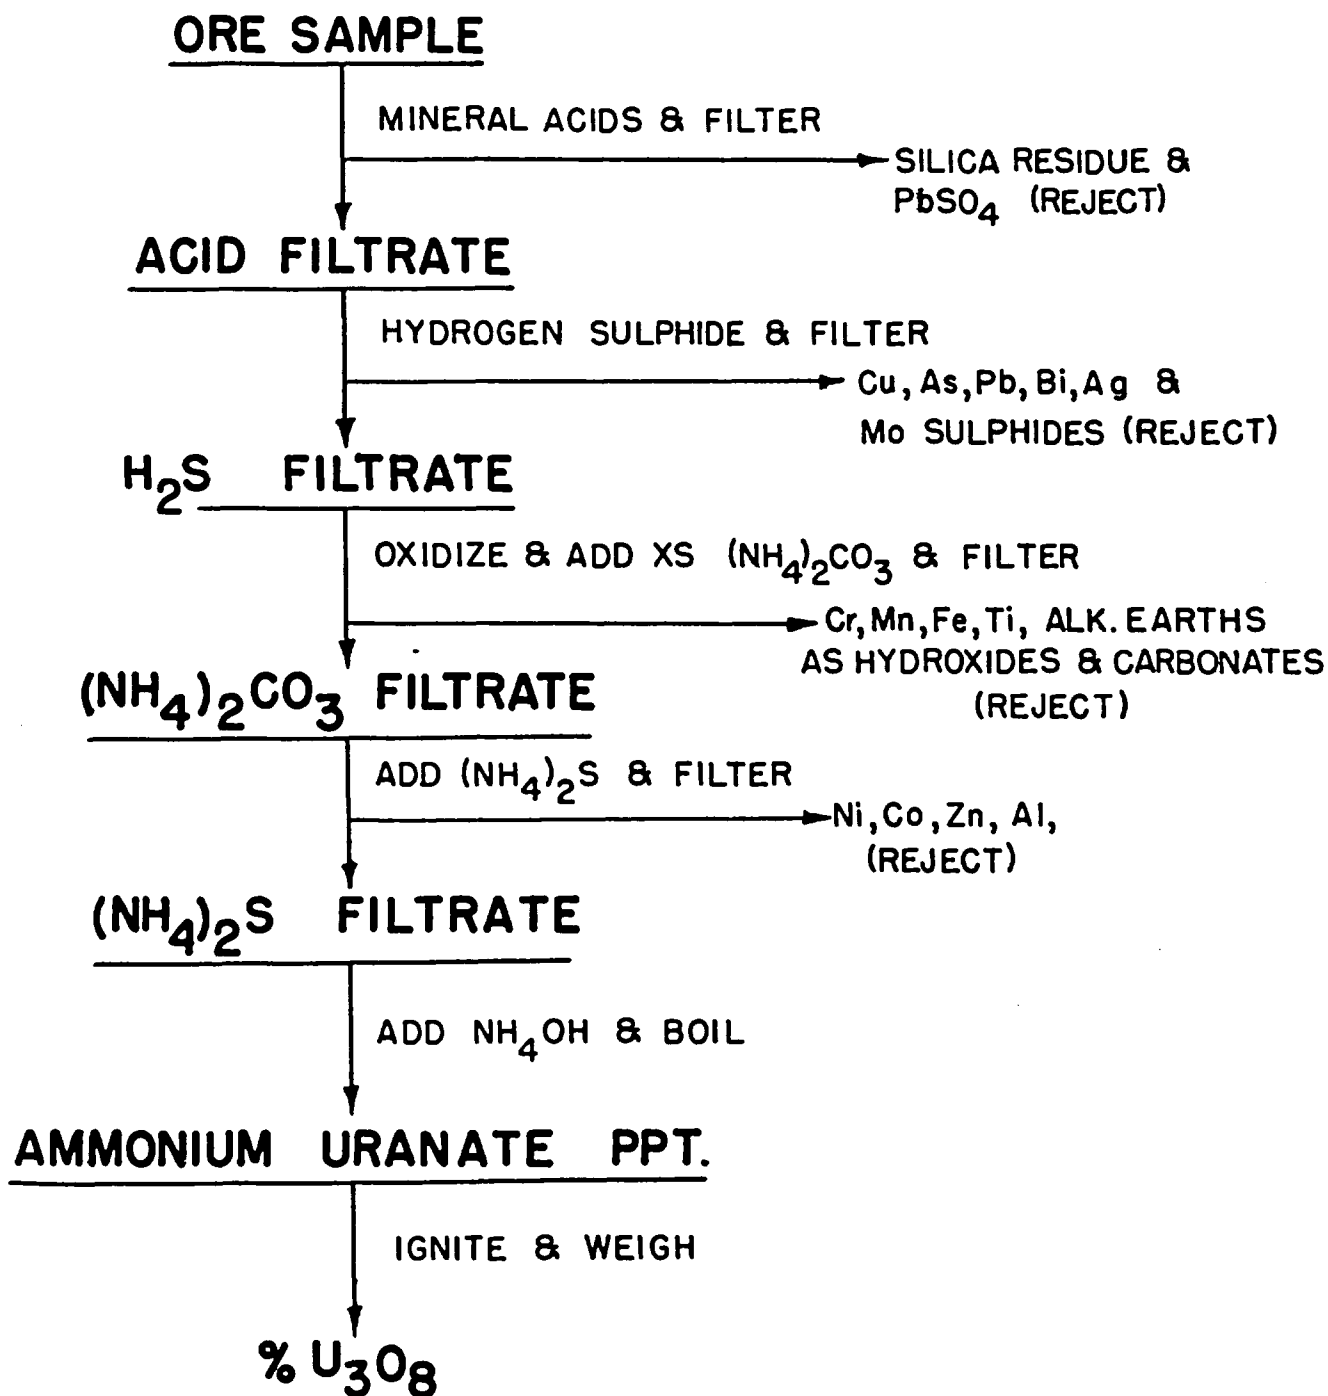 ORE SAMPLE
MINERAL ACIDS & FILTER
SILICA RESIDUE &
PbSO4 (REJECT)
ACID FILTRATE
HYDROGEN SULPHIDE & FILTER
Cu, As, Pb, Bi, Ag &
Mo SULPHIDES (REJECT)
H2S FILTRATE
OXIDIZE & ADD XS (NH4)2CO3 & FILTER
Cr, Mn, Fe, Ti, ALK. EARTHS
AS HYDROXIDES & CARBONATES
(REJECT)
(NH4)2CO3 FILTRATE
ADD (NH4)2S & FILTER
Ni, Co, Zn, Al,
(REJECT)
(NH4)2S FILTRATE
ADD NH4OH & BOIL
AMMONIUM URANATE PPT.
IGNITE & WEIGH
% U3O8